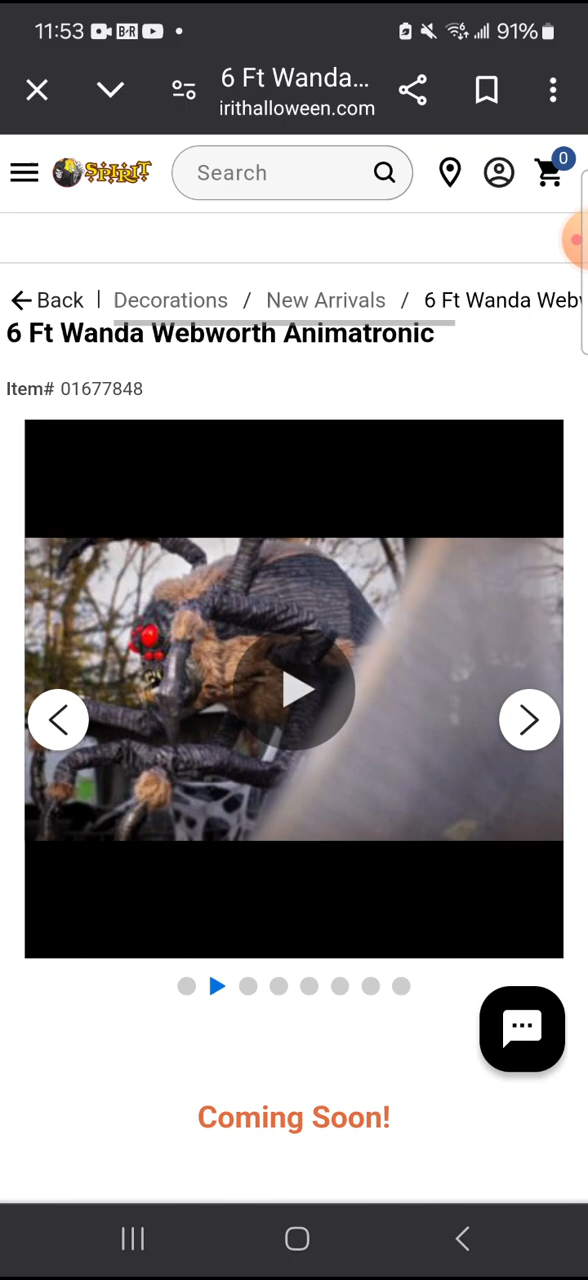 11:53 B•R 91%
6 Ft Wanda...
irithalloween.com
SPIRIT Search 0
Back | Decorations / New Arrivals / 6 Ft Wanda Web
6 Ft Wanda Webworth Animatronic
Item# 01677848
Coming Soon!